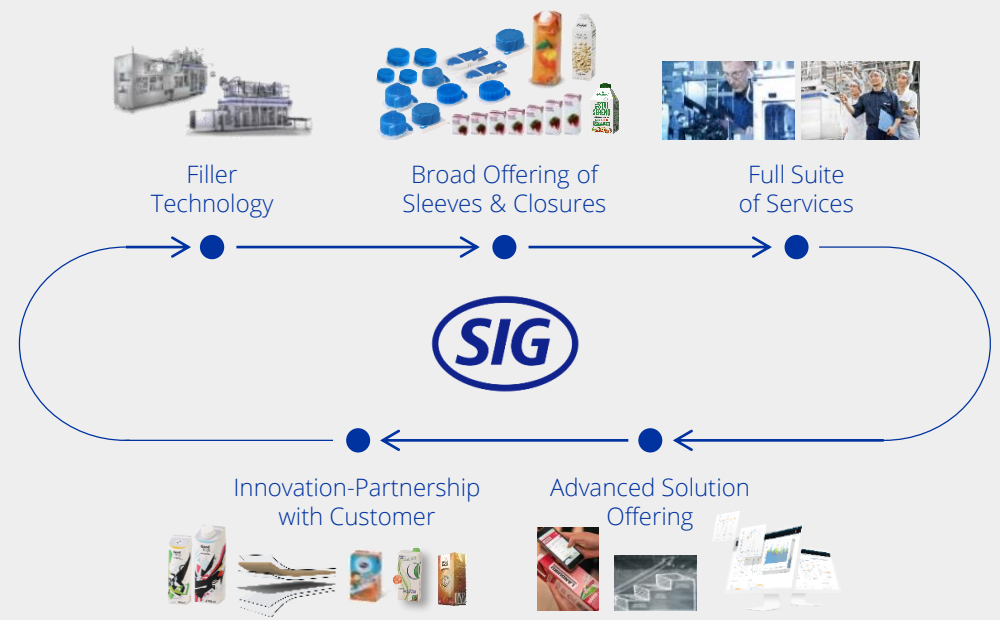 Filler
Technology
Broad Offering of
Sleeves & Closures
Full Suite
of Services
SIG
Innovation-Partnership
with Customer
Advanced Solution
Offering